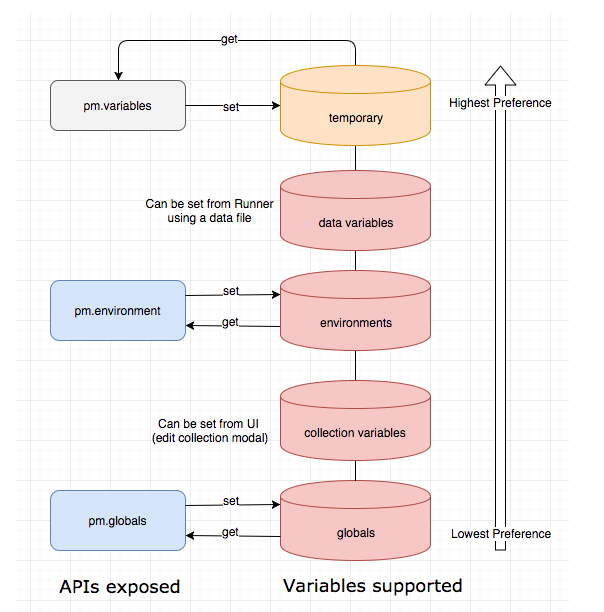 get
pm.variables
set
temporary
Highest Preference
Can be set from Runner
using a data file
data variables
set
pm.environment
get
environments
Can be set from UI
(edit collection modal)
collection variables
set
pm.globals
get
globals
Lowest Preference
APIs exposed
Variables supported